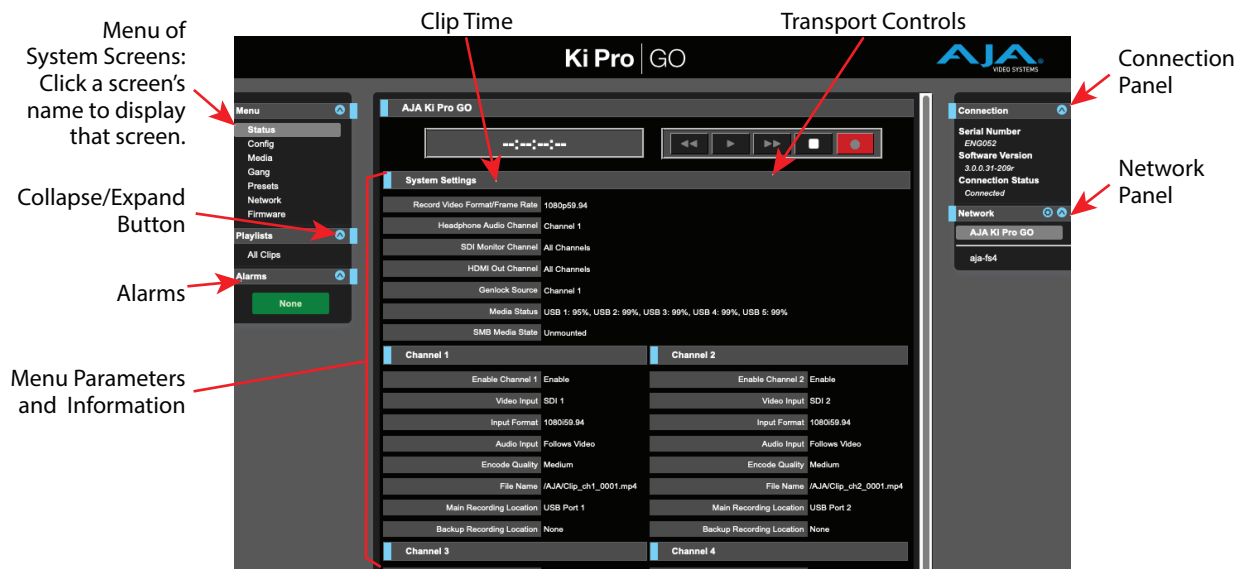 Menu of
System Screens:
Click a screen's
name to display
that screen.
Clip Time
Transport Controls
Connection
Panel
Network
Panel
Collapse/Expand
Button
Alarms
Menu Parameters
and Information
Ki Pro GO
AJA
VIDEO SYSTEMS
Menu
Status
Config
Media
Gang
Presets
Network
Firmware
Playlists
All Clips
Alarms
None
AJA Ki Pro GO
--:--:--:--
System Settings
Record Video Format/Frame Rate 1080p59.94
Headphone Audio Channel Channel 1
SDI Monitor Channel All Channels
HDMI Out Channel All Channels
Genlock Source Channel 1
Media Status USB 1: 95%, USB 2: 99%, USB 3: 99%, USB 4: 99%, USB 5: 99%
SMB Media State Unmounted
Channel 1
Enable Channel 1 Enable
Video Input SDI 1
Input Format 1080i59.94
Audio Input Follows Video
Encode Quality Medium
File Name /AJA/Clip_ch1_0001.mp4
Main Recording Location USB Port 1
Backup Recording Location None
Channel 2
Enable Channel 2 Enable
Video Input SDI 2
Input Format 1080i59.94
Audio Input Follows Video
Encode Quality Medium
File Name /AJA/Clip_ch2_0001.mp4
Main Recording Location USB Port 2
Backup Recording Location None
Channel 3
Channel 4
Connection
Serial Number
ENG052
Software Version
3.0.0.31-209r
Connection Status
Connected
Network
AJA Ki Pro GO
aja-fs4